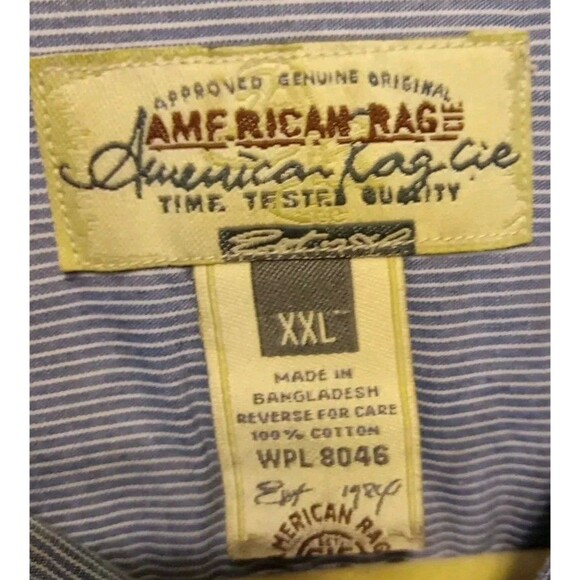 APPROVED GENUINE ORIGINAL
AMERICAN RAG CIE
American Rag Cie
TIME TESTED QUALITY
XXL
MADE IN
BANGLADESH
REVERSE FOR CARE
100% COTTON
WPL 8046
Est 1984
AMERICAN RAG
CIE